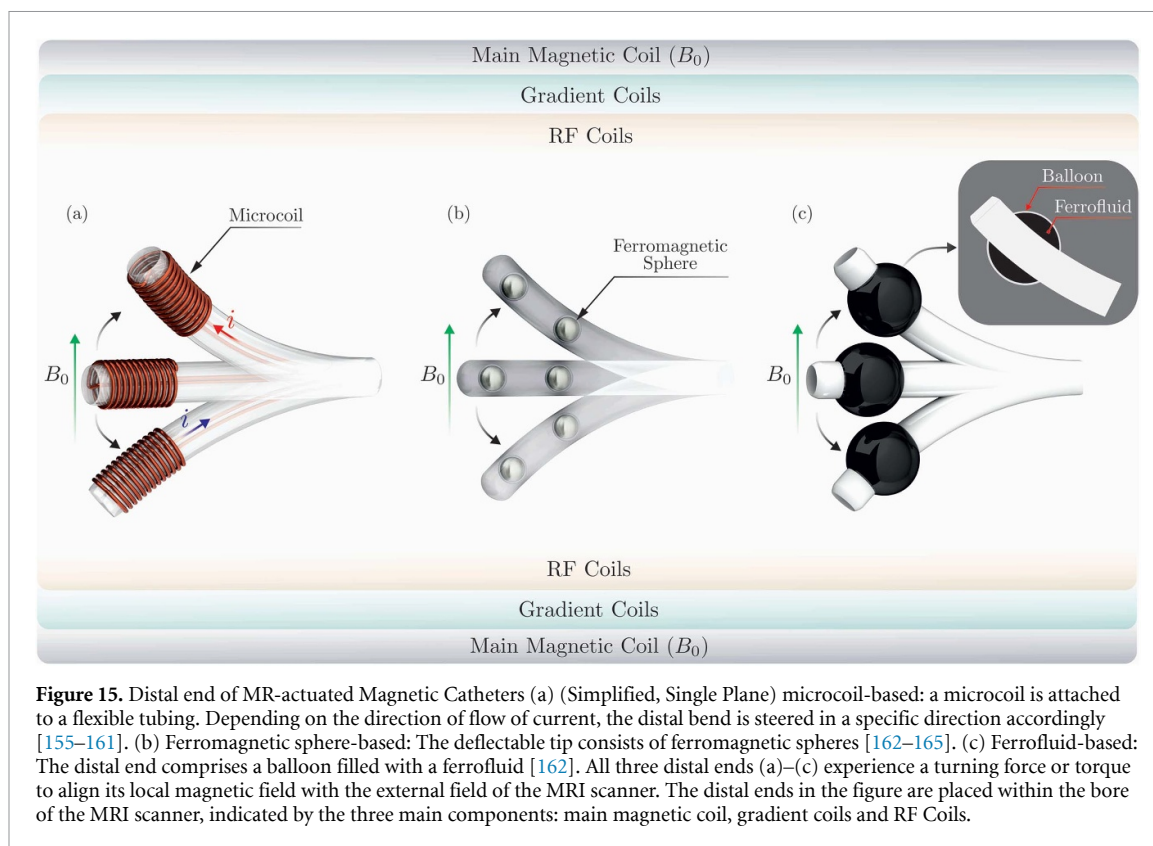 Main Magnetic Coil (B₀)
Gradient Coils
RF Coils
(a)
Microcoil
i
B₀
i
(b)
Ferromagnetic
Sphere
B₀
(c)
Balloon
Ferrofluid
B₀
RF Coils
Gradient Coils
Main Magnetic Coil (B₀)
Figure 15. Distal end of MR-actuated Magnetic Catheters (a) (Simplified, Single Plane) microcoil-based: a microcoil is attached
to a flexible tubing. Depending on the direction of flow of current, the distal bend is steered in a specific direction accordingly
[155–161]. (b) Ferromagnetic sphere-based: The deflectable tip consists of ferromagnetic spheres [162–165]. (c) Ferrofluid-based:
The distal end comprises a balloon filled with a ferrofluid [162]. All three distal ends (a)–(c) experience a turning force or torque
to align its local magnetic field with the external field of the MRI scanner. The distal ends in the figure are placed within the bore
of the MRI scanner, indicated by the three main components: main magnetic coil, gradient coils and RF Coils.